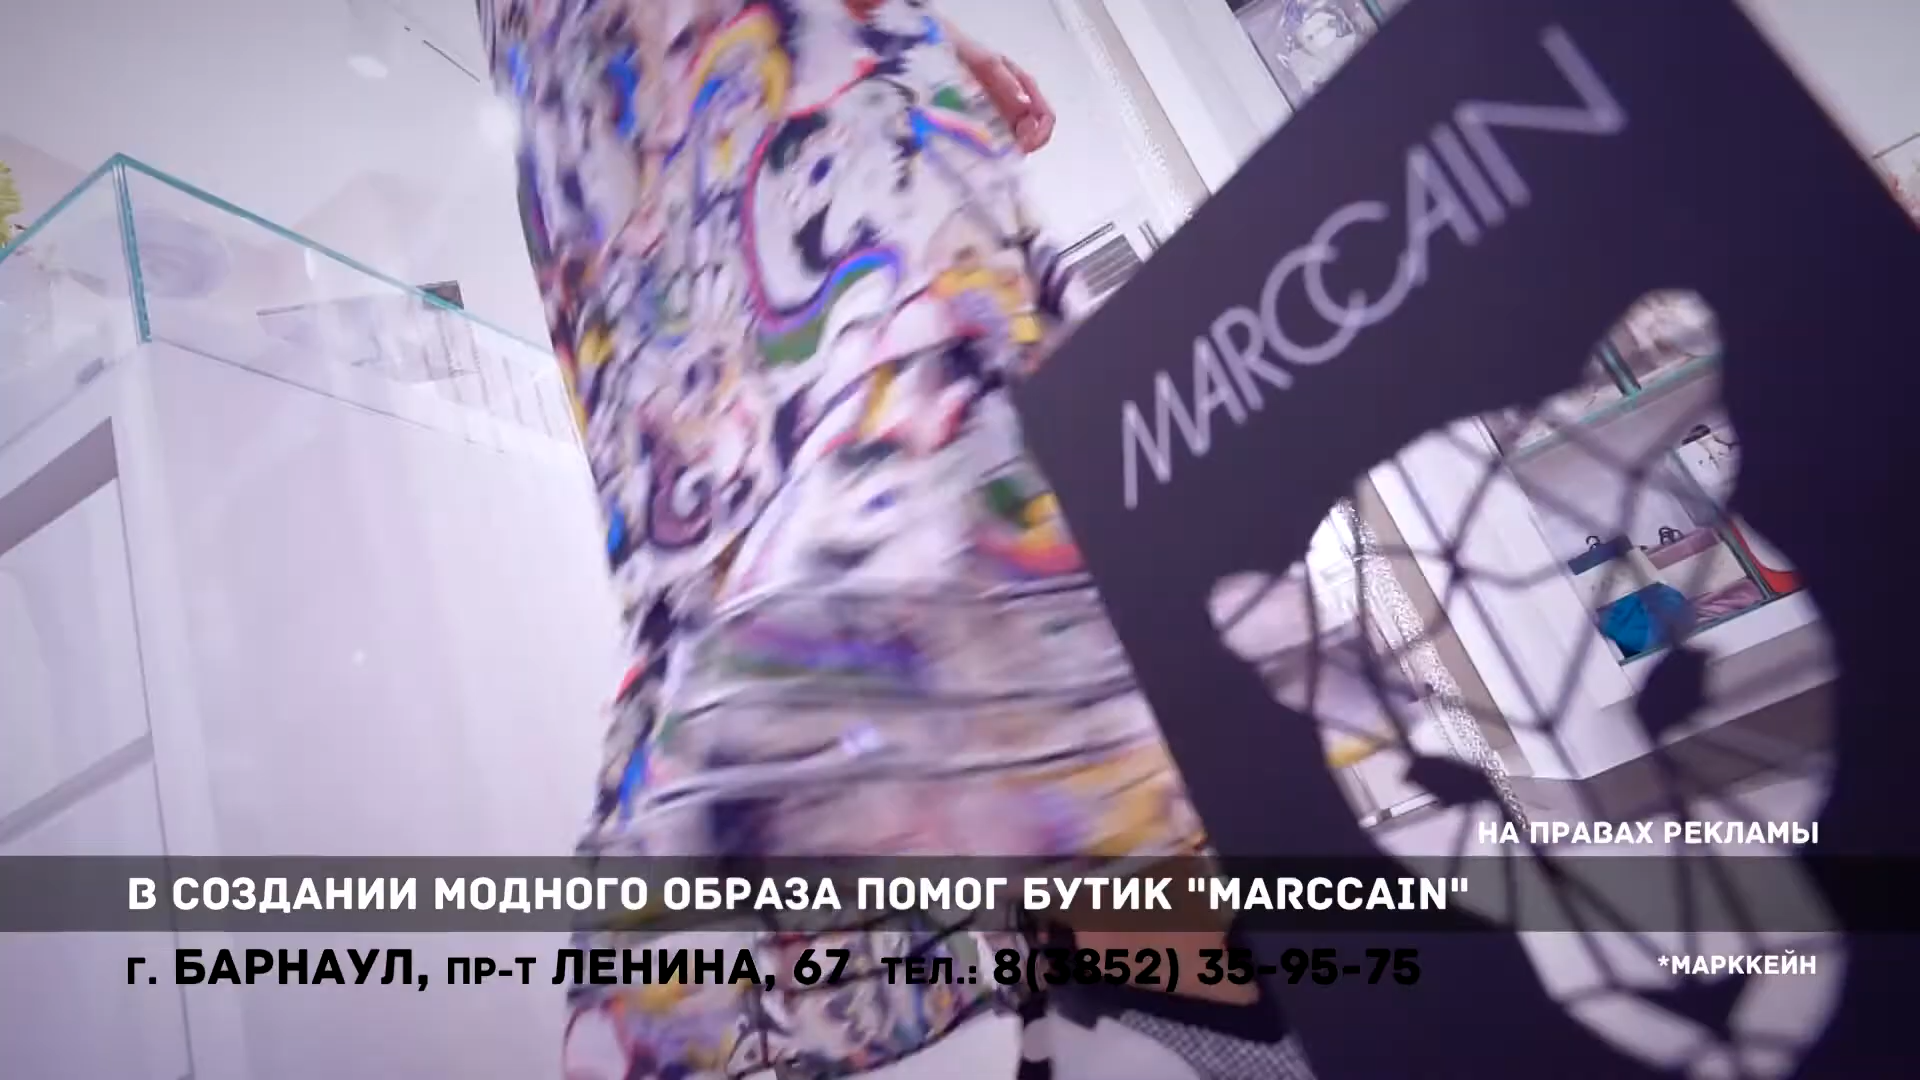 MARCCAIN
НА ПРАВАХ РЕКЛАМЫ
В СОЗДАНИИ МОДНОГО ОБРАЗА ПОМОГ БУТИК "MARCCAIN"
г. БАРНАУЛ, ПР-Т ЛЕНИНА, 67 ТЕЛ.: 8(3852) 35-95-75
*МАРККЕЙН